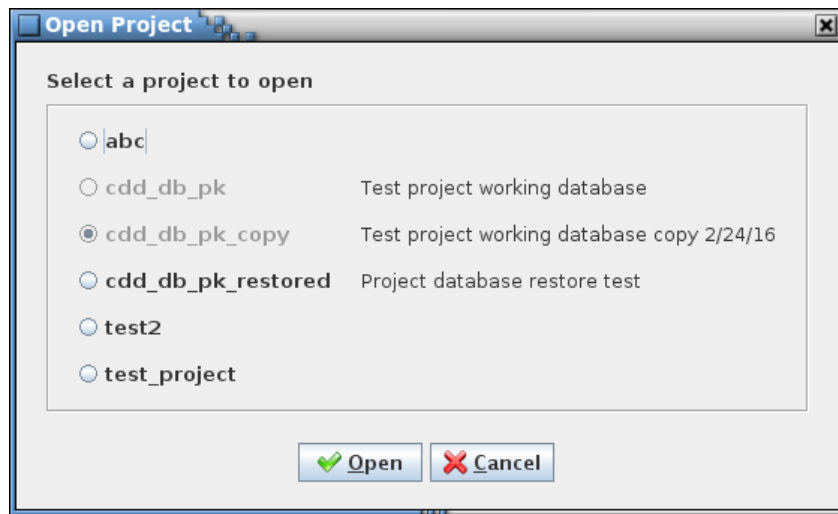 Open Project
Select a project to open
abc
cdd_db_pk Test project working database
cdd_db_pk_copy Test project working database copy 2/24/16
cdd_db_pk_restored Project database restore test
test2
test_project
Open Cancel